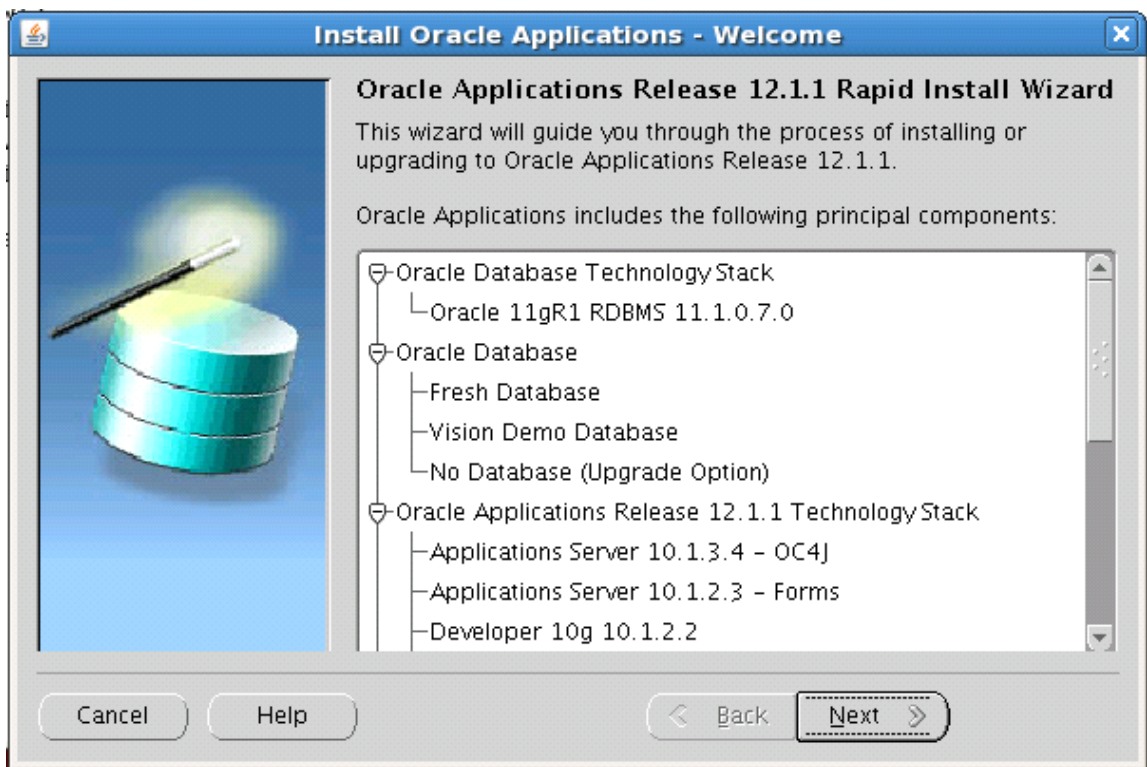 Install Oracle Applications - Welcome
Oracle Applications Release 12.1.1 Rapid Install Wizard
This wizard will guide you through the process of installing or
upgrading to Oracle Applications Release 12.1.1.
Oracle Applications includes the following principal components:
Oracle Database Technology Stack
Oracle 11gR1 RDBMS 11.1.0.7.0
Oracle Database
Fresh Database
Vision Demo Database
No Database (Upgrade Option)
Oracle Applications Release 12.1.1 Technology Stack
Applications Server 10.1.3.4 – OC4J
Applications Server 10.1.2.3 – Forms
Developer 10g 10.1.2.2
Cancel Help Back Next